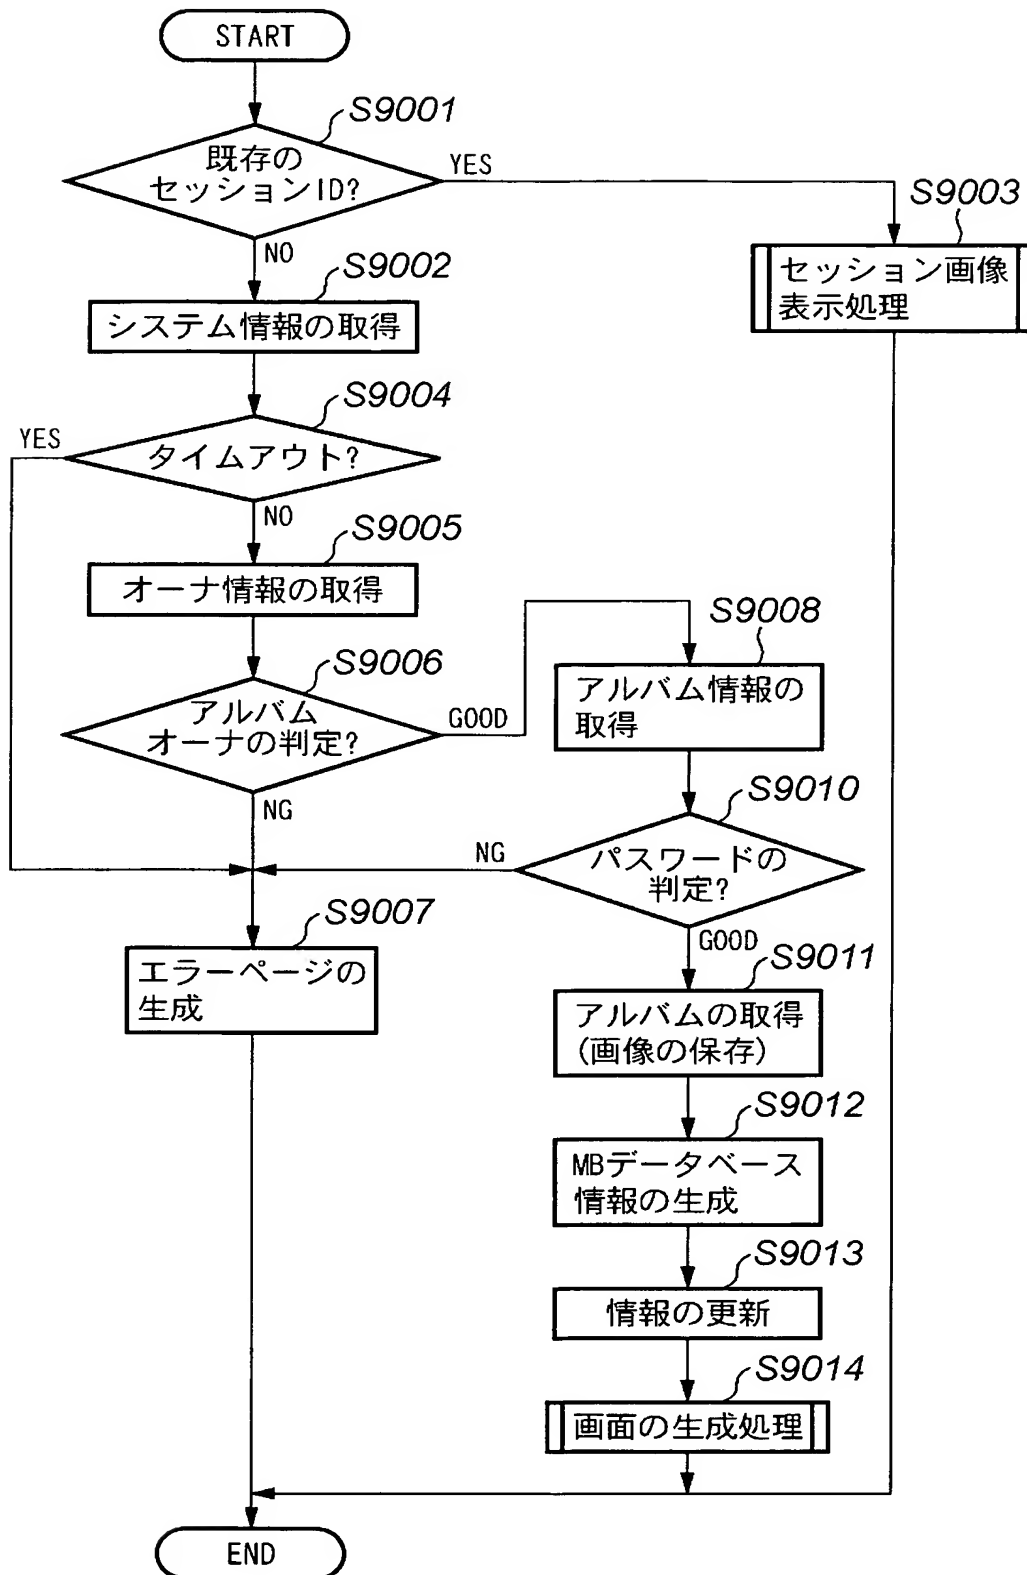 START
S9001
既存の
セッションID?
YES
NO
S9003
セッション画像
表示処理
S9002
システム情報の取得
S9004
YES
タイムアウト?
NO
S9005
オーナ情報の取得
S9006
アルバム
オーナの判定?
GOOD
NG
S9008
アルバム情報の
取得
S9010
NG
パスワードの
判定?
GOOD
S9007
エラーページの
生成
S9011
アルバムの取得
(画像の保存)
S9012
MBデータベース
情報の生成
S9013
情報の更新
S9014
画面の生成処理
END